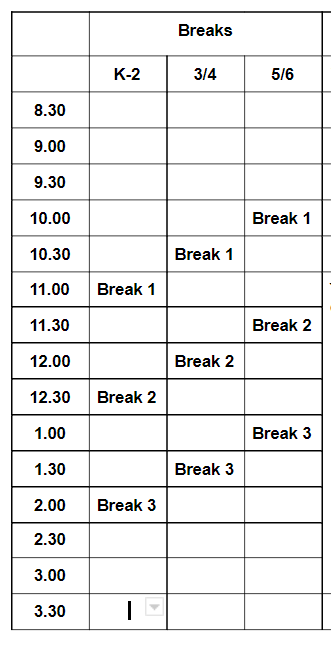 Breaks
K-2 3/4 5/6
8.30
9.00
9.30
10.00 Break 1
10.30 Break 1
11.00 Break 1
11.30 Break 2
12.00 Break 2
12.30 Break 2
1.00 Break 3
1.30 Break 3
2.00 Break 3
2.30
3.00
3.30